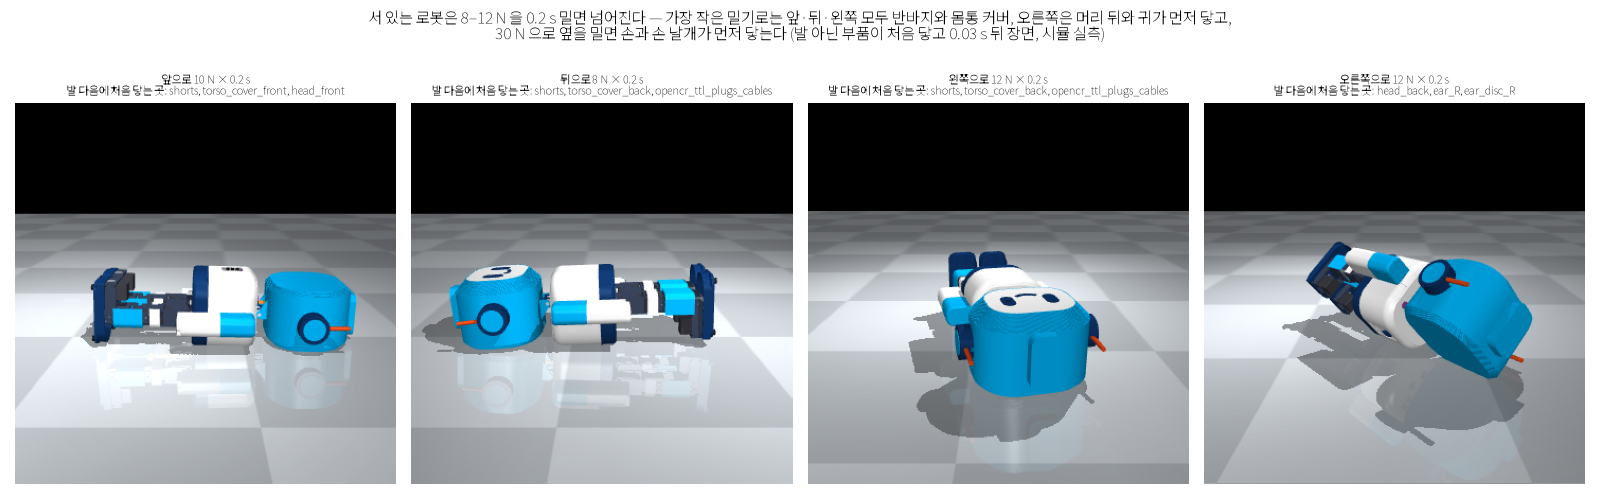 서 있는 로봇은 8–12 N 을 0.2 s 밀면 넘어진다 — 가장 작은 밀기로는 앞·뒤·왼쪽 모두 반바지와 몸통 커버, 오른쪽은 머리 뒤와 귀가 먼저 닿고,
30 N 으로 옆을 밀면 손과 손 날개가 먼저 닿는다 (발 아닌 부품이 처음 닿고 0.03 s 뒤 장면, 시뮬 실측)
앞으로 10 N × 0.2 s
발 다음에 처음 닿는 곳: shorts, torso_cover_front, head_front
뒤로 8 N × 0.2 s
발 다음에 처음 닿는 곳: shorts, torso_cover_back, opencr_ttl_plugs_cables
왼쪽으로 12 N × 0.2 s
발 다음에 처음 닿는 곳: shorts, torso_cover_back, opencr_ttl_plugs_cables
오른쪽으로 12 N × 0.2 s
발 다음에 처음 닿는 곳: head_back, ear_R, ear_disc_R